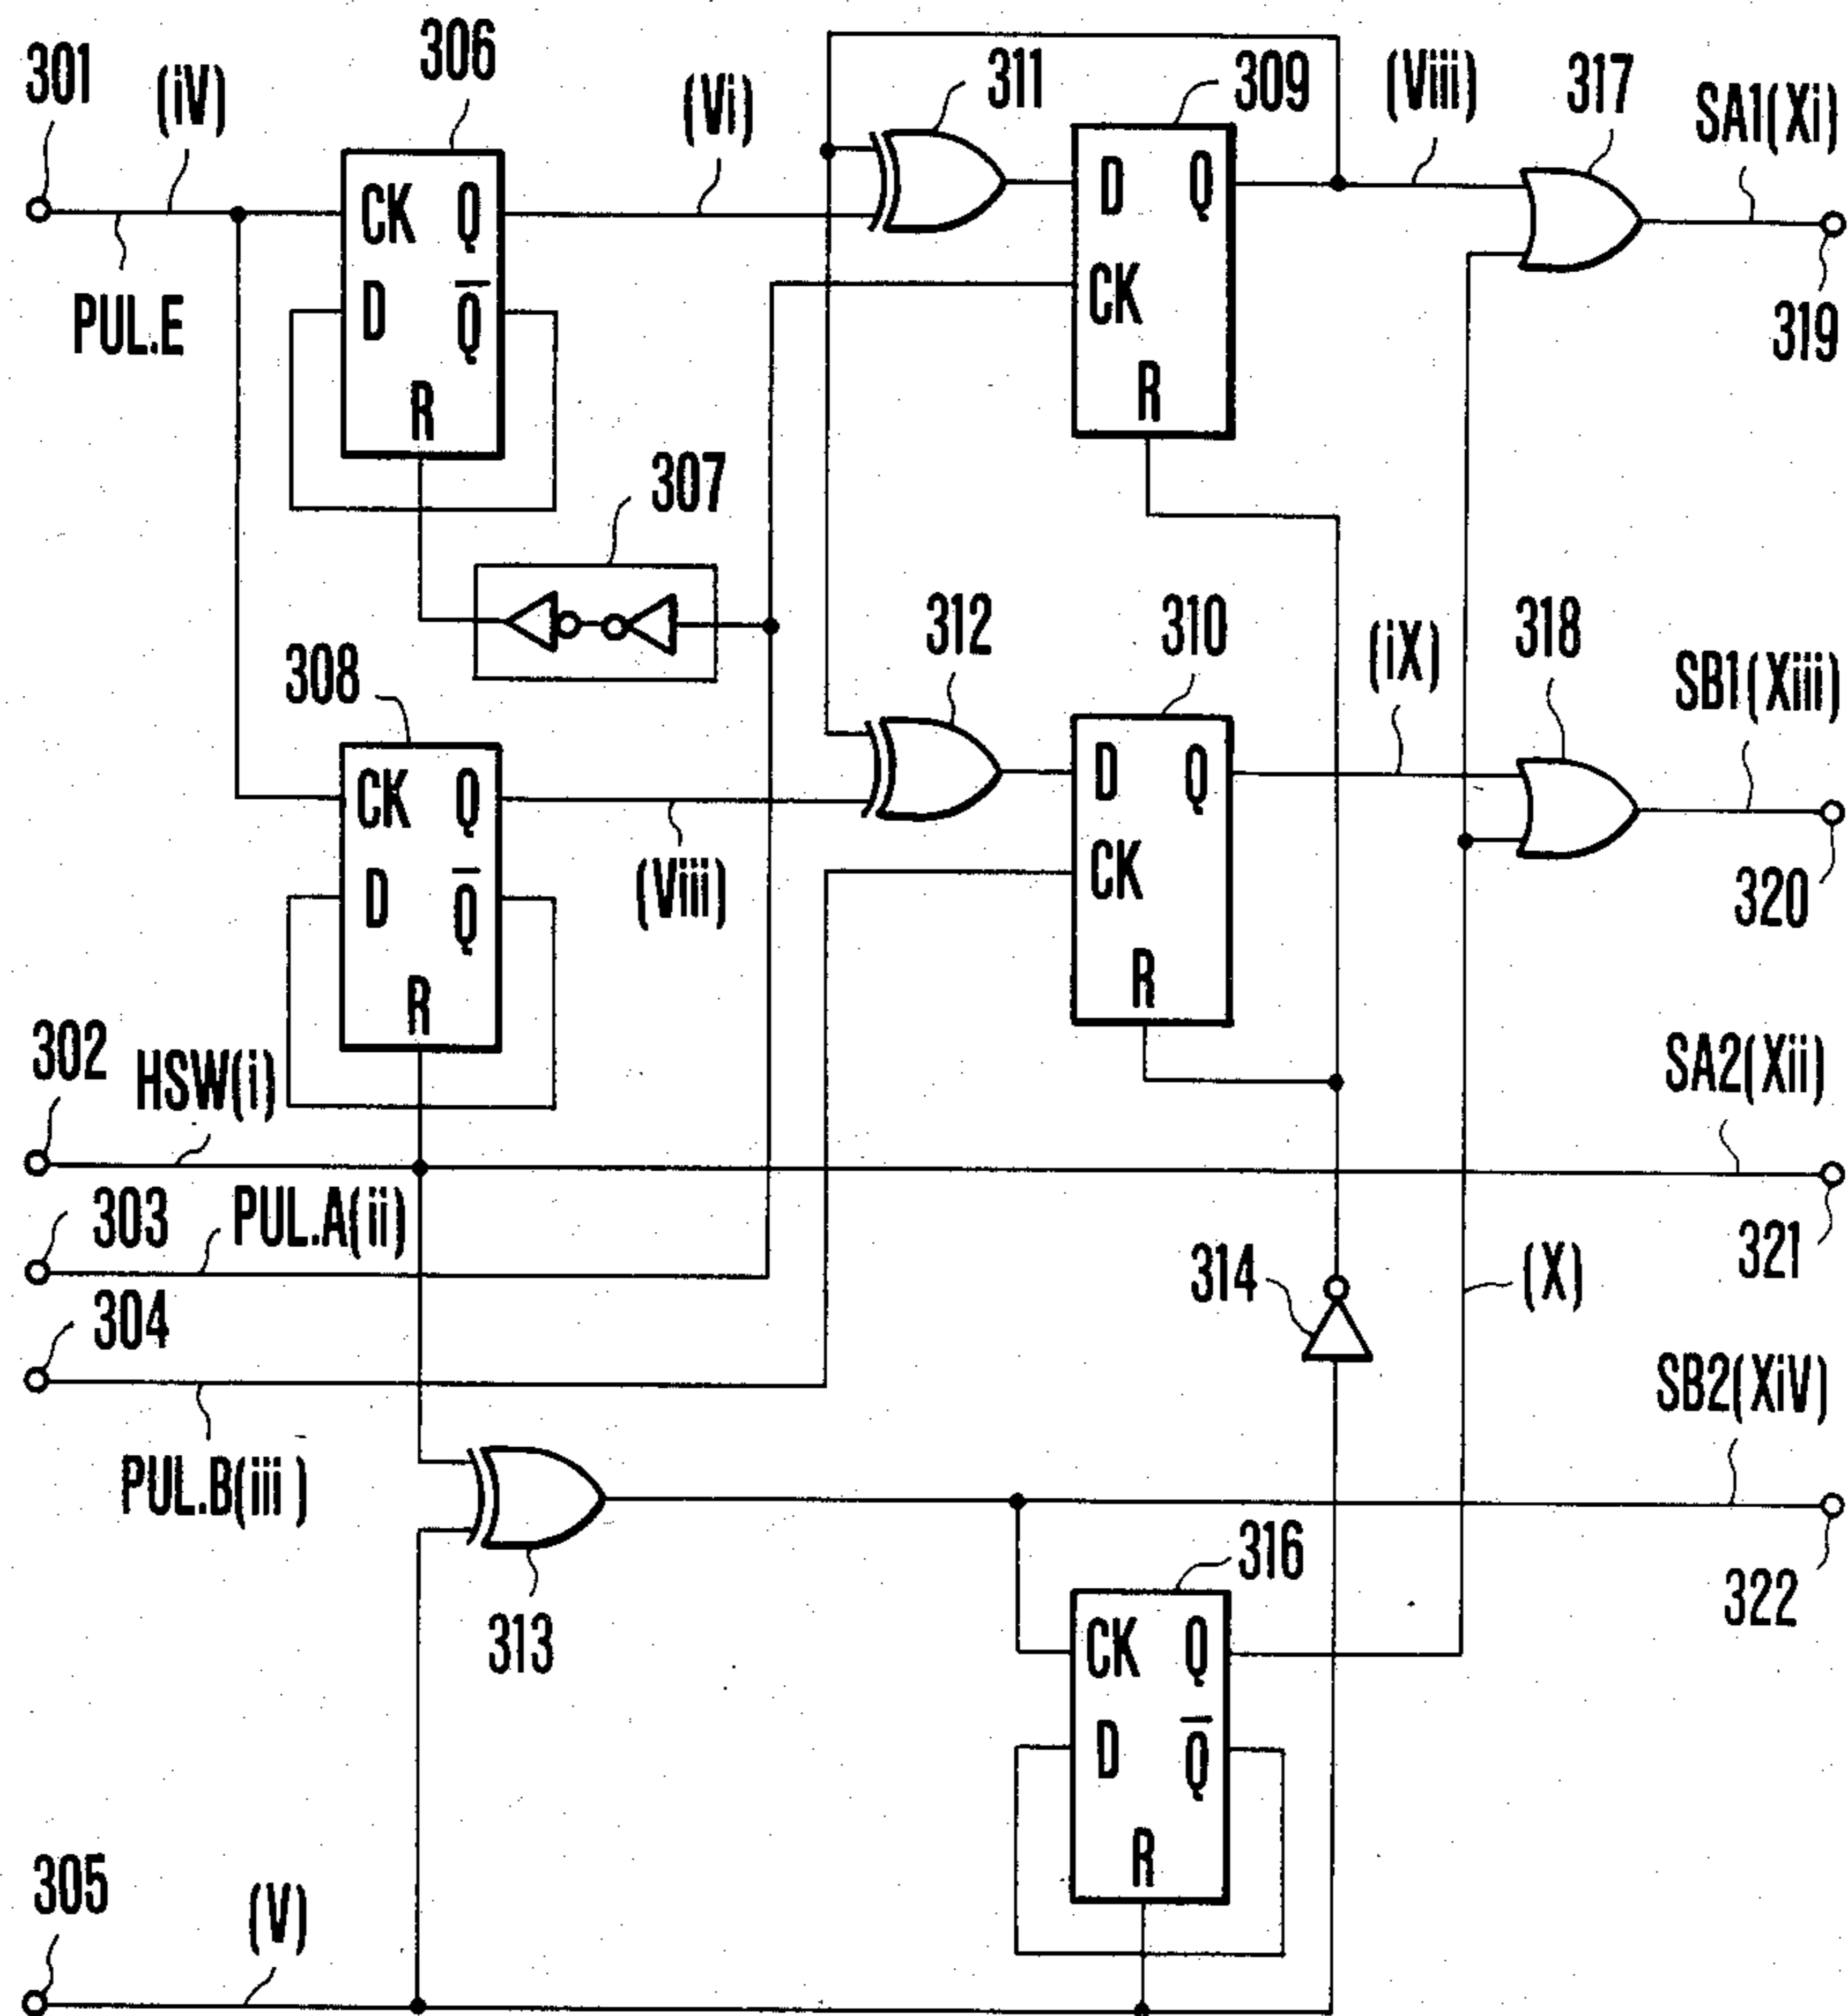 301
(iV)
306
(Vi)
311
309
(Viii)
317
SA1(Xi)
CK Q
D Q
PUL.E
D Q
CK
319
R
R
307
308
312
310
(iX)
318
SB1(Xiii)
CK Q
D Q
CK
D Q
(Viii)
320
R
R
302
HSW(i)
SA2(Xii)
303
PUL.A(ii)
321
304
314
(X)
SB2(XiV)
PUL.B(iii)
316
322
313
CK Q
D Q
R
305
(V)